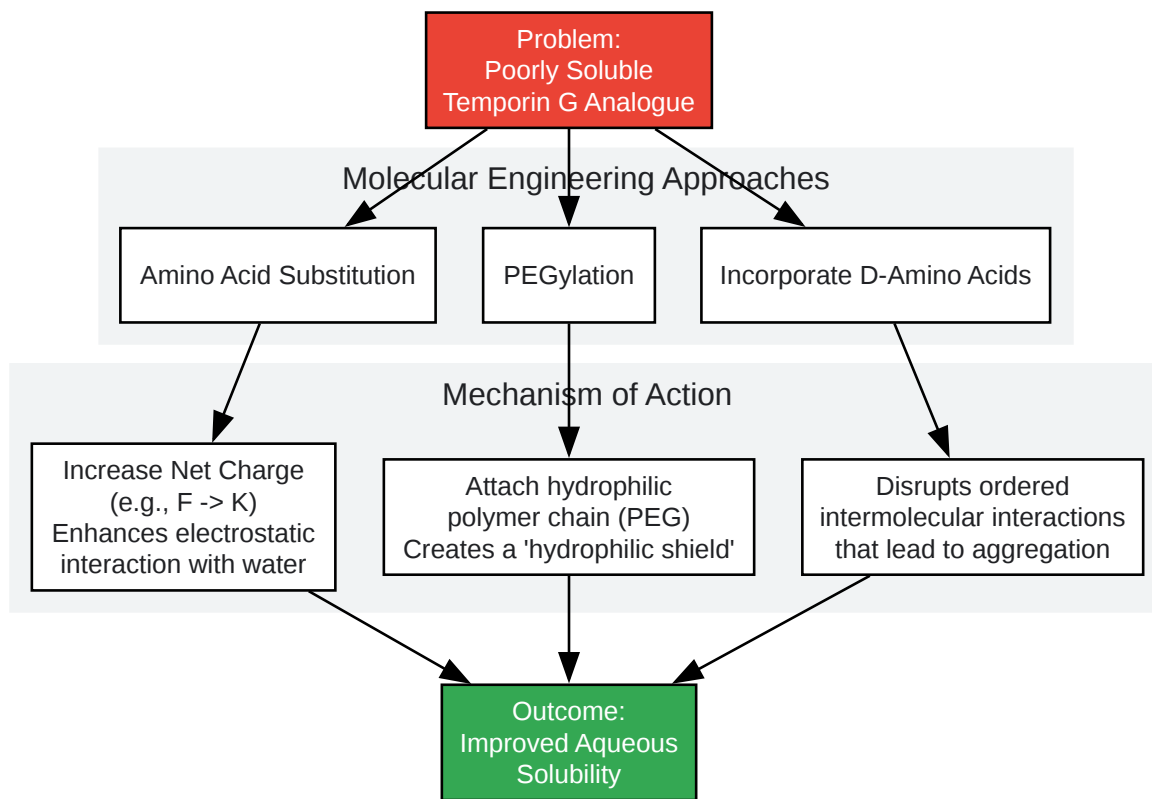 Problem:
Poorly Soluble
Temporin G Analogue
Molecular Engineering Approaches
Amino Acid Substitution
PEGylation
Incorporate D-Amino Acids
Mechanism of Action
Increase Net Charge
(e.g., F -> K)
Enhances electrostatic
interaction with water
Attach hydrophilic
polymer chain (PEG)
Creates a 'hydrophilic shield'
Disrupts ordered
intermolecular interactions
that lead to aggregation
Outcome:
Improved Aqueous
Solubility